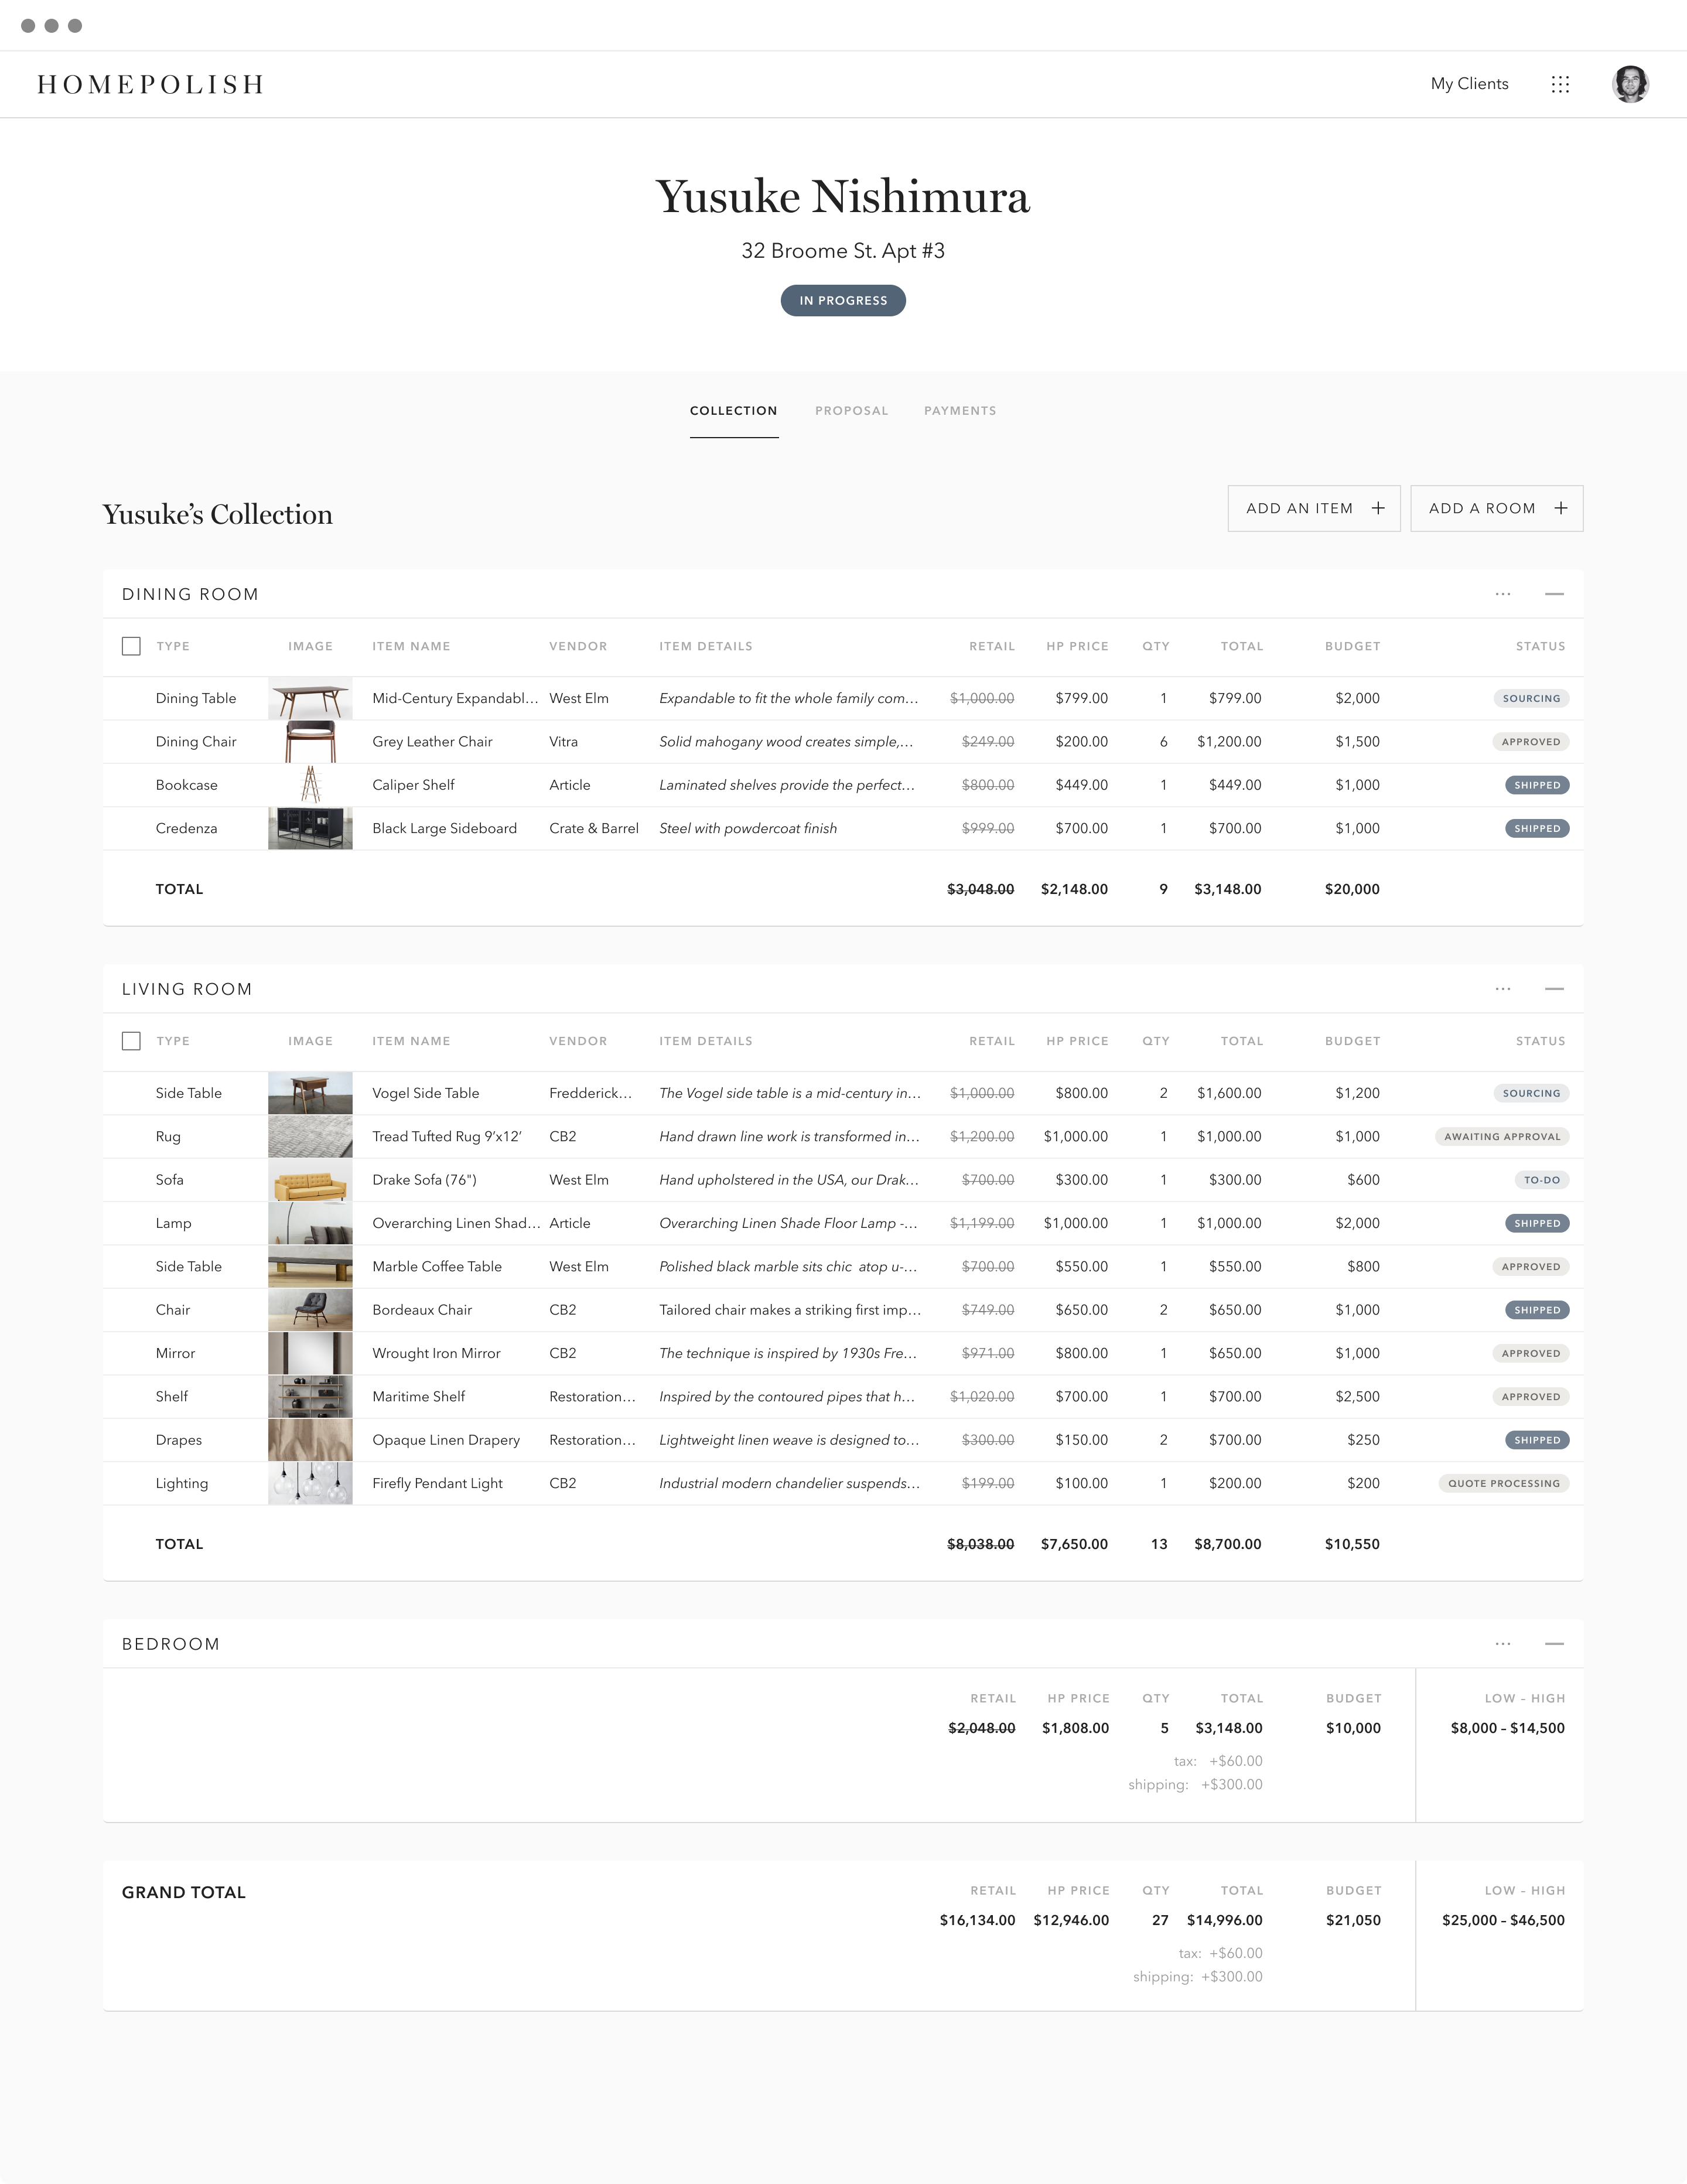 HOMEPOLISH My Clients
Yusuke Nishimura
32 Broome St. Apt #3
IN PROGRESS
COLLECTION PROPOSAL PAYMENTS
Yusuke’s Collection ADD AN ITEM + ADD A ROOM +
DINING ROOM ... —
TYPE IMAGE ITEM NAME VENDOR ITEM DETAILS RETAIL HP PRICE QTY TOTAL BUDGET STATUS
Dining Table Mid-Century Expandabl… West Elm Expandable to fit the whole family com… $1,000.00 $799.00 1 $799.00 $2,000 SOURCING
Dining Chair Grey Leather Chair Vitra Solid mahogany wood creates simple,… $249.00 $200.00 6 $1,200.00 $1,500 APPROVED
Bookcase Caliper Shelf Article Laminated shelves provide the perfect… $800.00 $449.00 1 $449.00 $1,000 SHIPPED
Credenza Black Large Sideboard Crate & Barrel Steel with powdercoat finish $999.00 $700.00 1 $700.00 $1,000 SHIPPED
TOTAL $3,048.00 $2,148.00 9 $3,148.00 $20,000
LIVING ROOM ... —
TYPE IMAGE ITEM NAME VENDOR ITEM DETAILS RETAIL HP PRICE QTY TOTAL BUDGET STATUS
Side Table Vogel Side Table Fredderick… The Vogel side table is a mid-century in… $1,000.00 $800.00 2 $1,600.00 $1,200 SOURCING
Rug Tread Tufted Rug 9’x12’ CB2 Hand drawn line work is transformed in… $1,200.00 $1,000.00 1 $1,000.00 $1,000 AWAITING APPROVAL
Sofa Drake Sofa (76") West Elm Hand upholstered in the USA, our Drak… $700.00 $300.00 1 $300.00 $600 TO-DO
Lamp Overarching Linen Shad… Article Overarching Linen Shade Floor Lamp -… $1,199.00 $1,000.00 1 $1,000.00 $2,000 SHIPPED
Side Table Marble Coffee Table West Elm Polished black marble sits chic atop u-… $700.00 $550.00 1 $550.00 $800 APPROVED
Chair Bordeaux Chair CB2 Tailored chair makes a striking first imp… $749.00 $650.00 2 $650.00 $1,000 SHIPPED
Mirror Wrought Iron Mirror CB2 The technique is inspired by 1930s Fre… $971.00 $800.00 1 $650.00 $1,000 APPROVED
Shelf Maritime Shelf Restoration… Inspired by the contoured pipes that h… $1,020.00 $700.00 1 $700.00 $2,500 APPROVED
Drapes Opaque Linen Drapery Restoration… Lightweight linen weave is designed to… $300.00 $150.00 2 $700.00 $250 SHIPPED
Lighting Firefly Pendant Light CB2 Industrial modern chandelier suspends… $199.00 $100.00 1 $200.00 $200 QUOTE PROCESSING
TOTAL $8,038.00 $7,650.00 13 $8,700.00 $10,550
BEDROOM ... —
RETAIL HP PRICE QTY TOTAL BUDGET LOW – HIGH
$2,048.00 $1,808.00 5 $3,148.00 $10,000 $8,000 – $14,500
tax: +$60.00
shipping: +$300.00
GRAND TOTAL RETAIL HP PRICE QTY TOTAL BUDGET LOW – HIGH
$16,134.00 $12,946.00 27 $14,996.00 $21,050 $25,000 – $46,500
tax: +$60.00
shipping: +$300.00